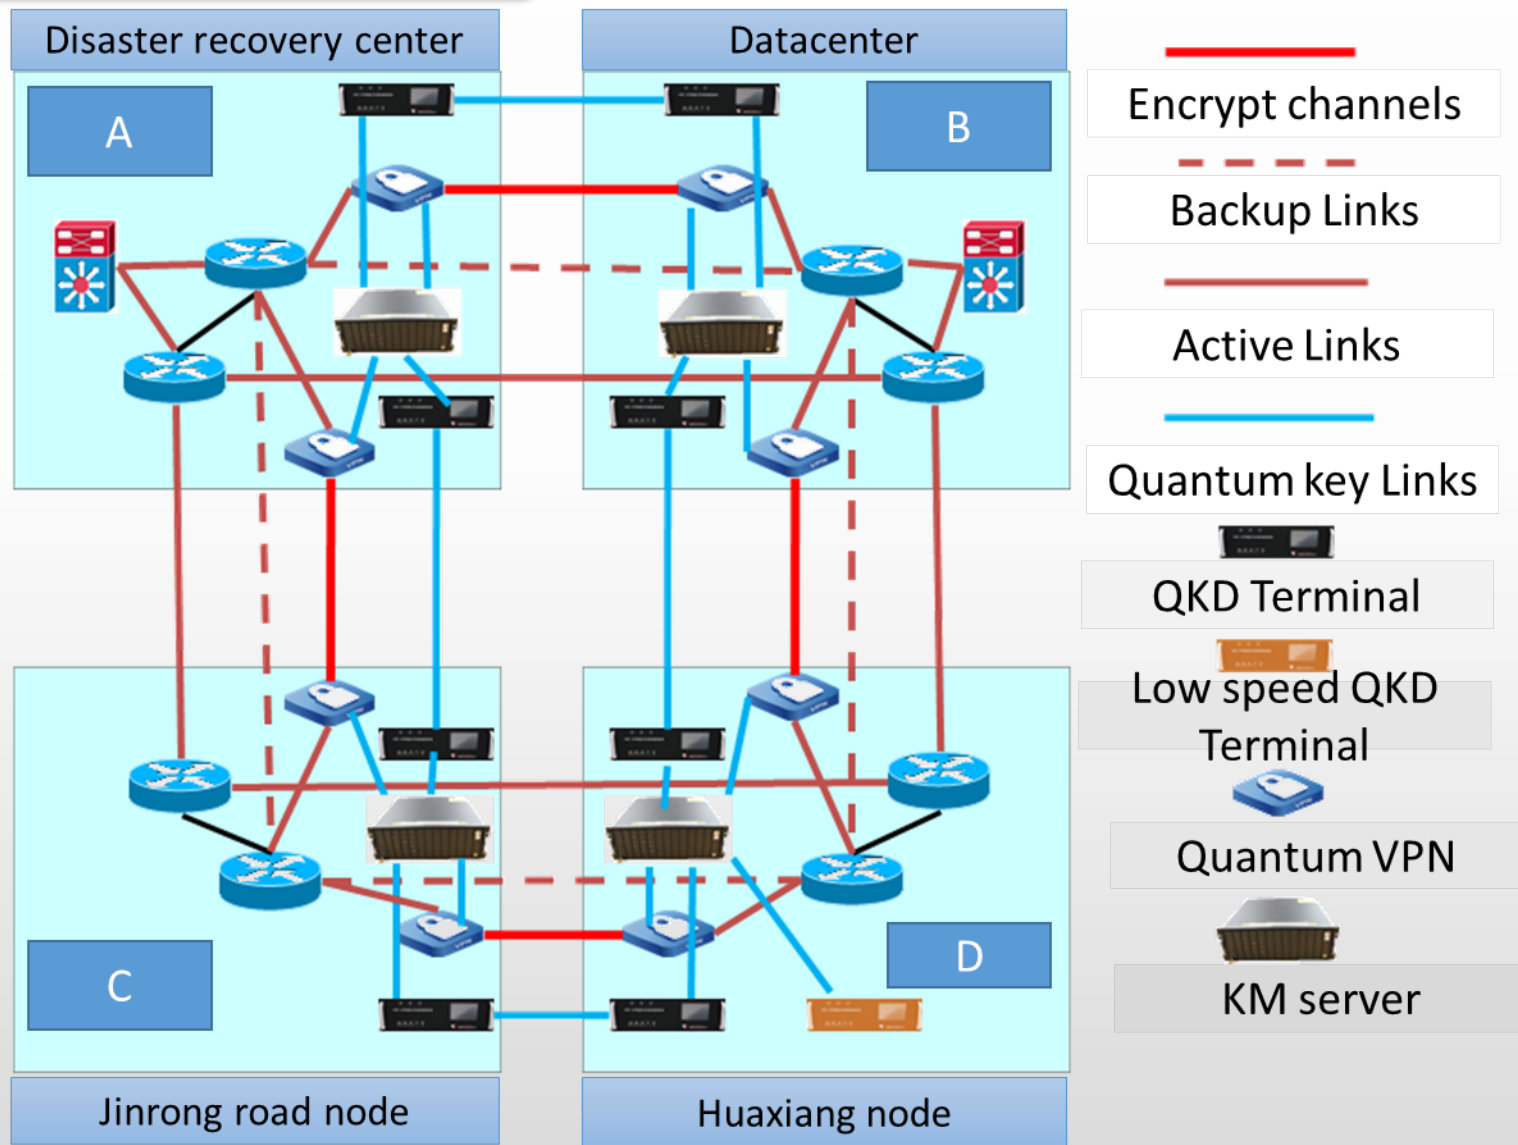 Disaster recovery center
Datacenter
A
B
Encrypt channels
Backup Links
Active Links
Quantum key Links
QKD Terminal
Low speed QKD
Terminal
Quantum VPN
KM server
C
D
Jinrong road node
Huaxiang node